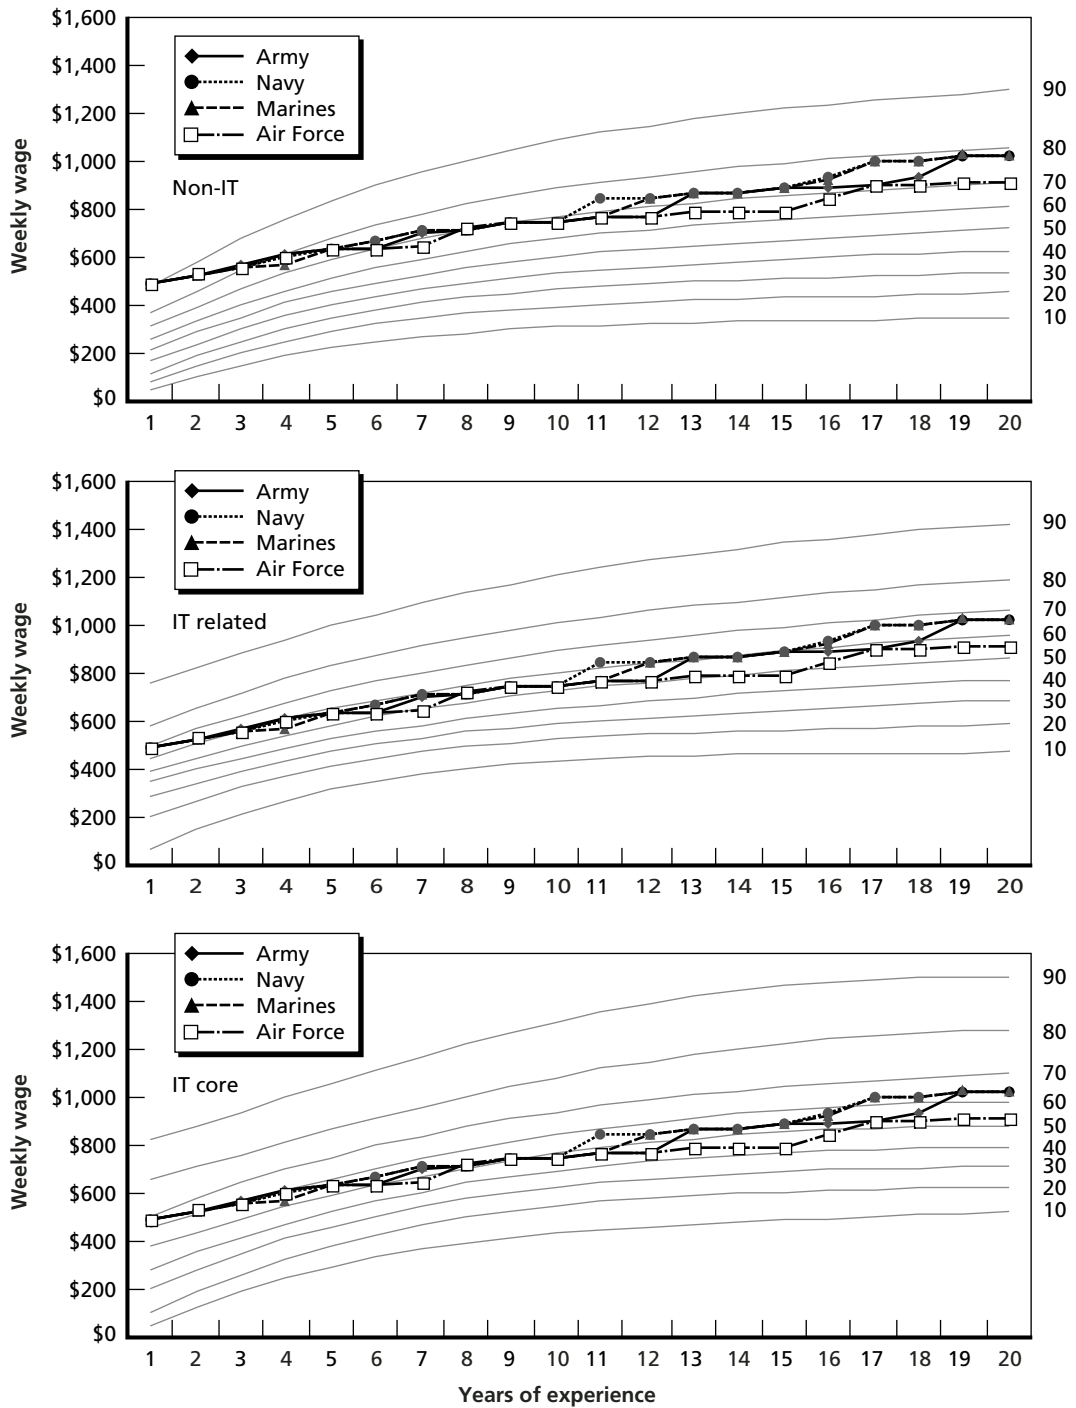 $1,600
$1,400
$1,200
$1,000
$800
$600
$400
$200
$0
Weekly wage
Army
Navy
Marines
Air Force
Non-IT
90
80
70
60
50
40
30
20
10
1 2 3 4 5 6 7 8 9 10 11 12 13 14 15 16 17 18 19 20
$1,600
$1,400
$1,200
$1,000
$800
$600
$400
$200
$0
Weekly wage
Army
Navy
Marines
Air Force
IT related
90
80
70
60
50
40
30
20
10
1 2 3 4 5 6 7 8 9 10 11 12 13 14 15 16 17 18 19 20
$1,600
$1,400
$1,200
$1,000
$800
$600
$400
$200
$0
Weekly wage
Army
Navy
Marines
Air Force
IT core
90
80
70
60
50
40
30
20
10
1 2 3 4 5 6 7 8 9 10 11 12 13 14 15 16 17 18 19 20
Years of experience